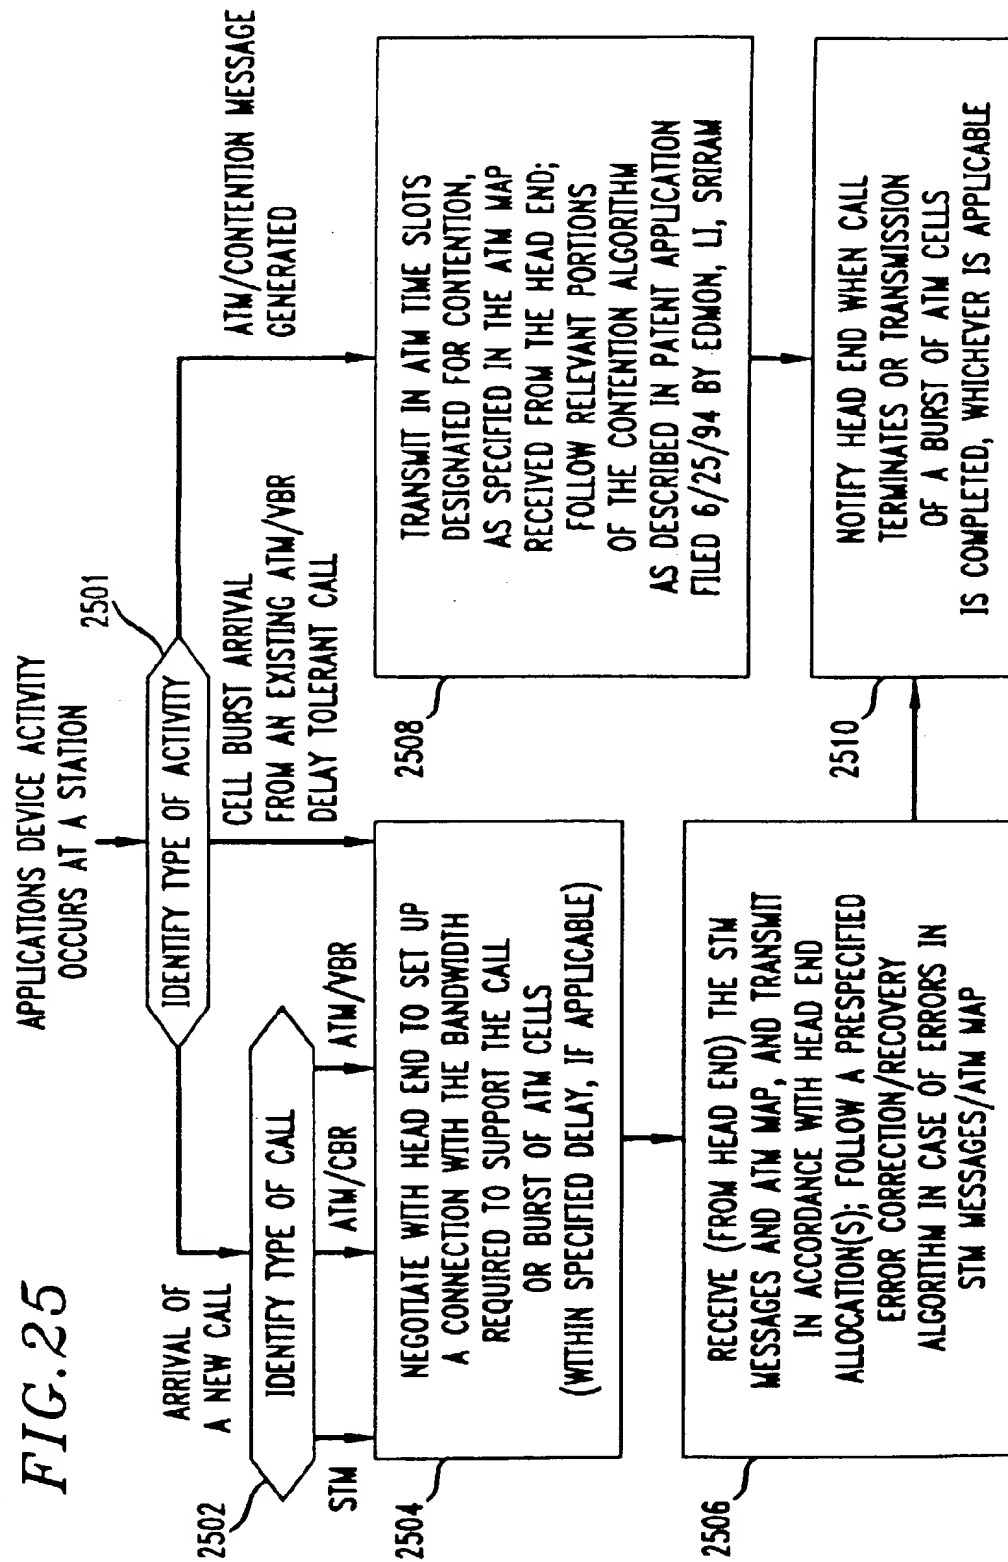 FIG.25
APPLICATIONS DEVICE ACTIVITY
OCCURS AT A STATION
2501
IDENTIFY TYPE OF ACTIVITY
ARRIVAL OF
A NEW CALL
CELL BURST ARRIVAL
FROM AN EXISTING ATM/VBR
DELAY TOLERANT CALL
ATM/CONTENTION MESSAGE
GENERATED
2502
IDENTIFY TYPE OF CALL
STM
ATM/CBR
ATM/VBR
2504
NEGOTIATE WITH HEAD END TO SET UP
A CONNECTION WITH THE BANDWIDTH
REQUIRED TO SUPPORT THE CALL
OR BURST OF ATM CELLS
(WITHIN SPECIFIED DELAY, IF APPLICABLE)
2506
RECEIVE (FROM HEAD END) THE STM
MESSAGES AND ATM MAP, AND TRANSMIT
IN ACCORDANCE WITH HEAD END
ALLOCATION(S); FOLLOW A PRESPECIFIED
ERROR CORRECTION/RECOVERY
ALGORITHM IN CASE OF ERRORS IN
STM MESSAGES/ATM MAP
2508
TRANSMIT IN ATM TIME SLOTS
DESIGNATED FOR CONTENTION,
AS SPECIFIED IN THE ATM MAP
RECEIVED FROM THE HEAD END;
FOLLOW RELEVANT PORTIONS
OF THE CONTENTION ALGORITHM
AS DESCRIBED IN PATENT APPLICATION
FILED 6/25/94 BY EDMON, LI, SRIRAM
2510
NOTIFY HEAD END WHEN CALL
TERMINATES OR TRANSMISSION
OF A BURST OF ATM CELLS
IS COMPLETED, WHICHEVER IS APPLICABLE